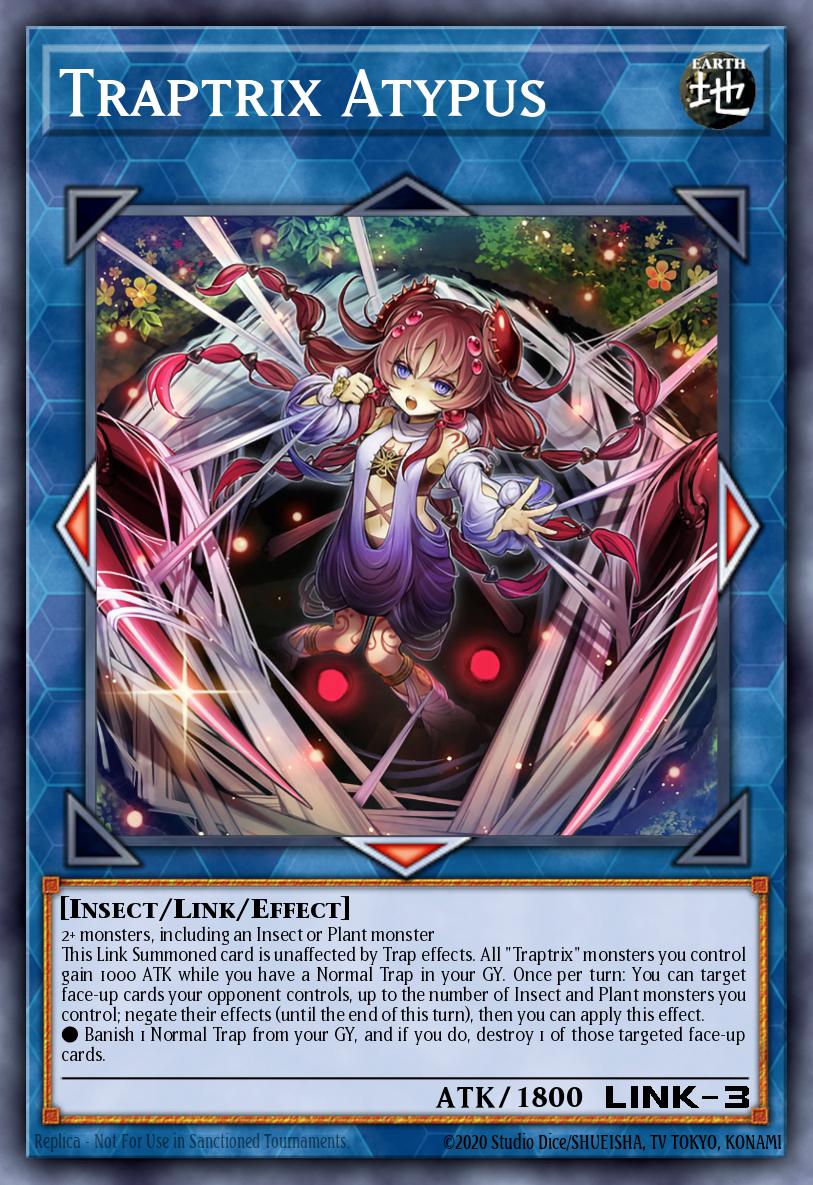 Traptrix Atypus
EARTH
地
[Insect/Link/Effect]
2+ monsters, including an Insect or Plant monster
This Link Summoned card is unaffected by Trap effects. All "Traptrix" monsters you control
gain 1000 ATK while you have a Normal Trap in your GY. Once per turn: You can target
face-up cards your opponent controls, up to the number of Insect and Plant monsters you
control; negate their effects (until the end of this turn), then you can apply this effect.
● Banish 1 Normal Trap from your GY, and if you do, destroy 1 of those targeted face-up
cards.
ATK/1800 LINK-3
Replica - Not For Use in Sanctioned Tournaments.
©2020 Studio Dice/SHUEISHA, TV TOKYO, KONAMI